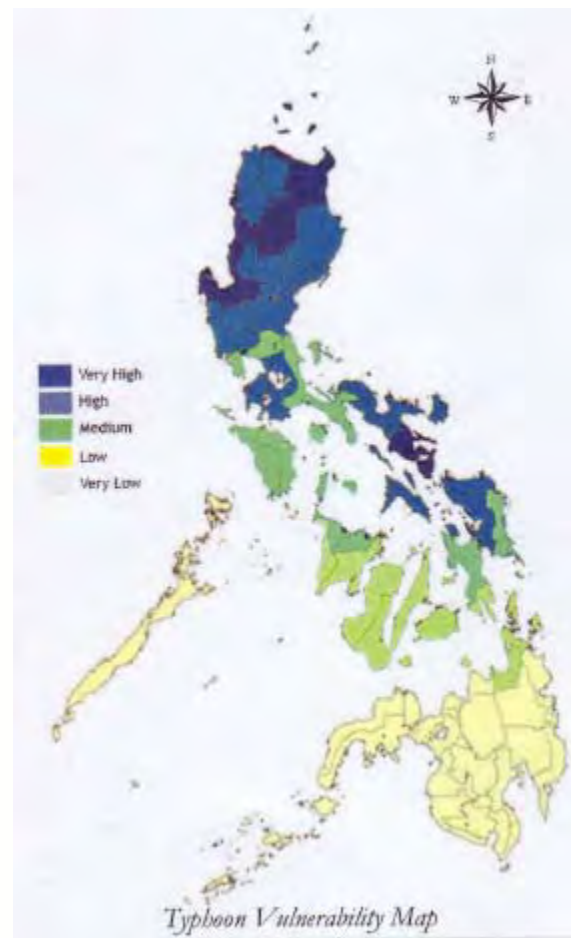 N
W E
S
Very High
High
Medium
Low
Very Low
Typhoon Vulnerability Map